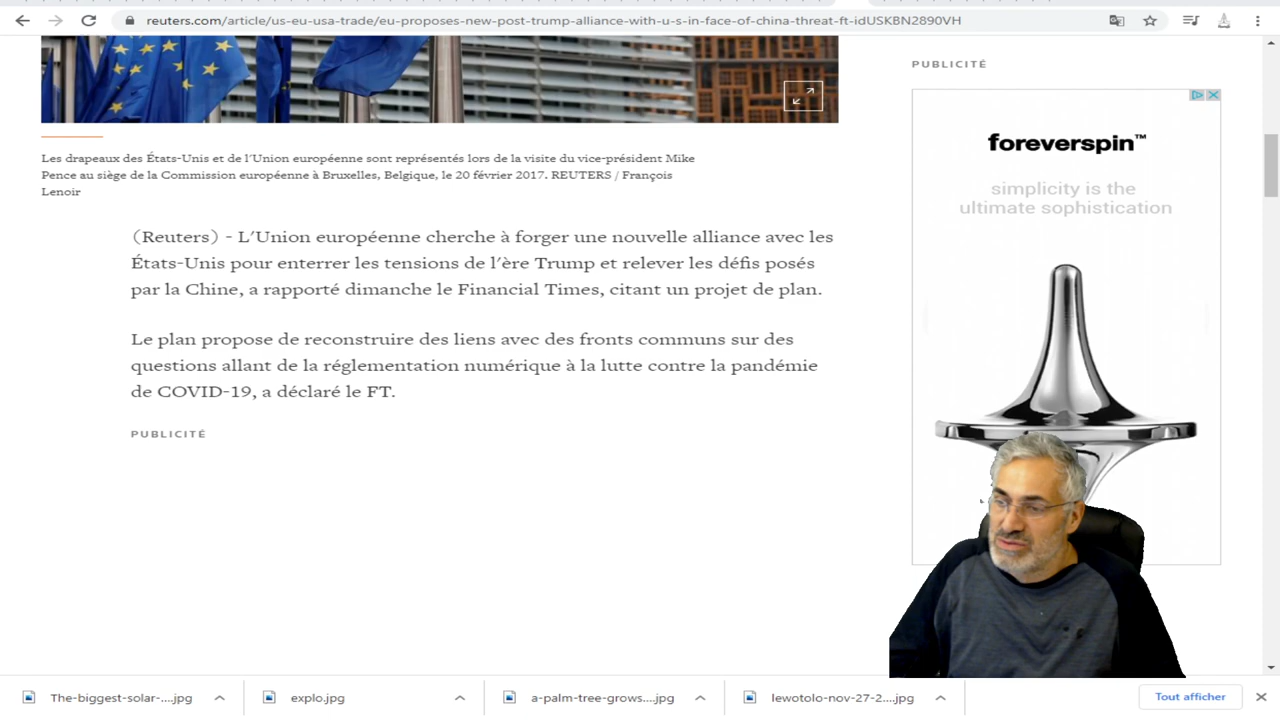 reuters.com/article/us-eu-usa-trade/eu-proposes-new-post-trump-alliance-with-u-s-in-face-of-china-threat-ft-idUSKBN2890VH
PUBLICITÉ
foreverspin™
simplicity is the
ultimate sophistication
Les drapeaux des États-Unis et de l'Union européenne sont représentés lors de la visite du vice-président Mike
Pence au siège de la Commission européenne à Bruxelles, Belgique, le 20 février 2017. REUTERS / François
Lenoir
(Reuters) - L'Union européenne cherche à forger une nouvelle alliance avec les
États-Unis pour enterrer les tensions de l'ère Trump et relever les défis posés
par la Chine, a rapporté dimanche le Financial Times, citant un projet de plan.
Le plan propose de reconstruire des liens avec des fronts communs sur des
questions allant de la réglementation numérique à la lutte contre la pandémie
de COVID-19, a déclaré le FT.
PUBLICITÉ
The-biggest-solar-....jpg
explo.jpg
a-palm-tree-grows....jpg
lewotolo-nov-27-2....jpg
Tout afficher